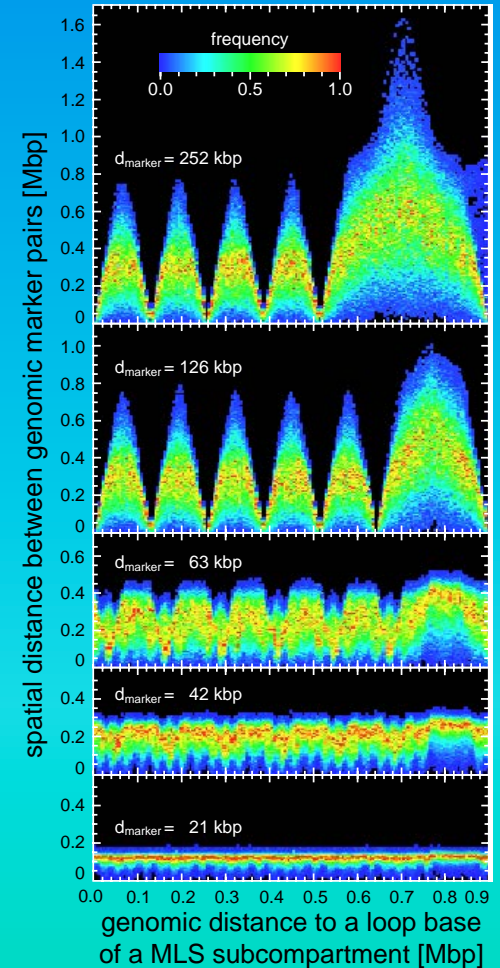 spatial distance between genomic marker pairs [Mbp]
frequency
0.0 0.5 1.0
1.6
1.4
1.2
1.0
0.8
0.6
0.4
0.2
0
d_marker = 252 kbp
1.0
0.8
0.6
0.4
0.2
0
d_marker = 126 kbp
0.6
0.4
0.2
0
d_marker = 63 kbp
0.4
0.2
0
d_marker = 42 kbp
0.4
0.2
0
d_marker = 21 kbp
0.0 0.1 0.2 0.3 0.4 0.5 0.6 0.7 0.8 0.9
genomic distance to a loop base
of a MLS subcompartment [Mbp]